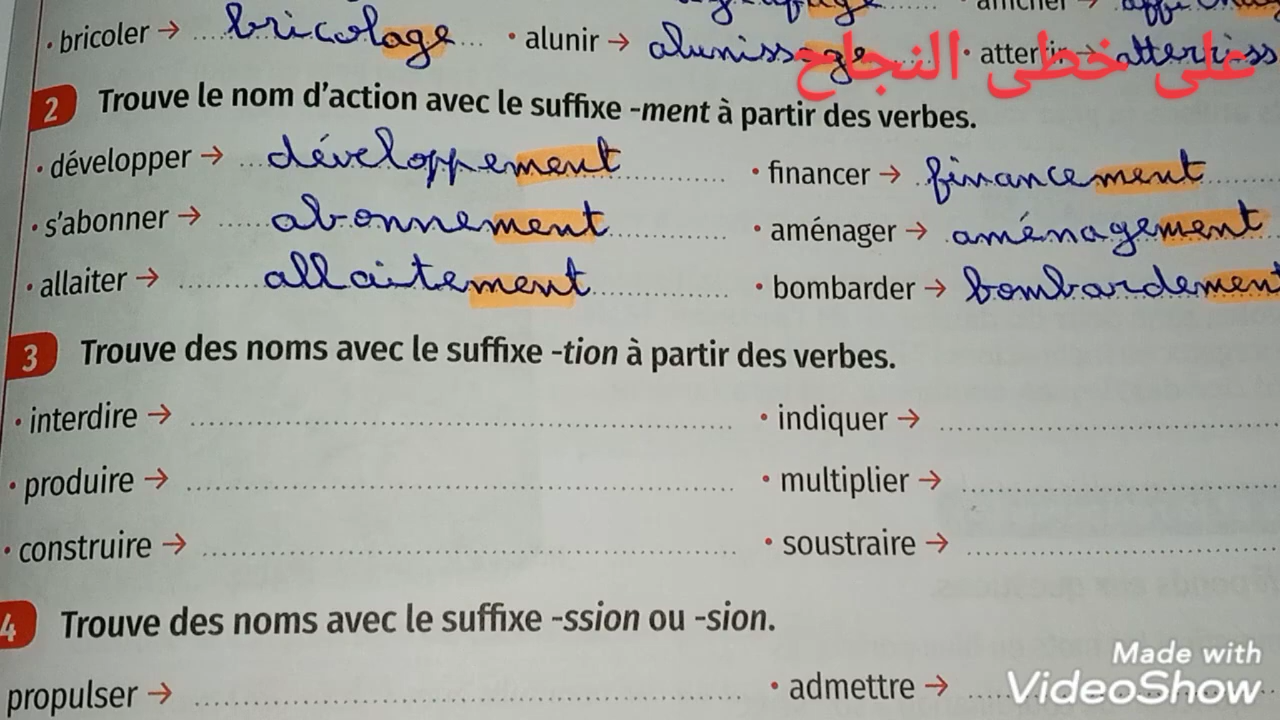 • bricoler → bricolage • alunir → alunissage • atterrir → atterriss
على خطى النجاح
2 Trouve le nom d'action avec le suffixe -ment à partir des verbes.
• développer → développement • financer → financement
• s'abonner → abonnement • aménager → aménagement
• allaiter → allaitement • bombarder → bombardement
3 Trouve des noms avec le suffixe -tion à partir des verbes.
• interdire → • indiquer →
• produire → • multiplier →
• construire → • soustraire →
4 Trouve des noms avec le suffixe -ssion ou -sion.
propulser → • admettre →
Made with
VideoShow